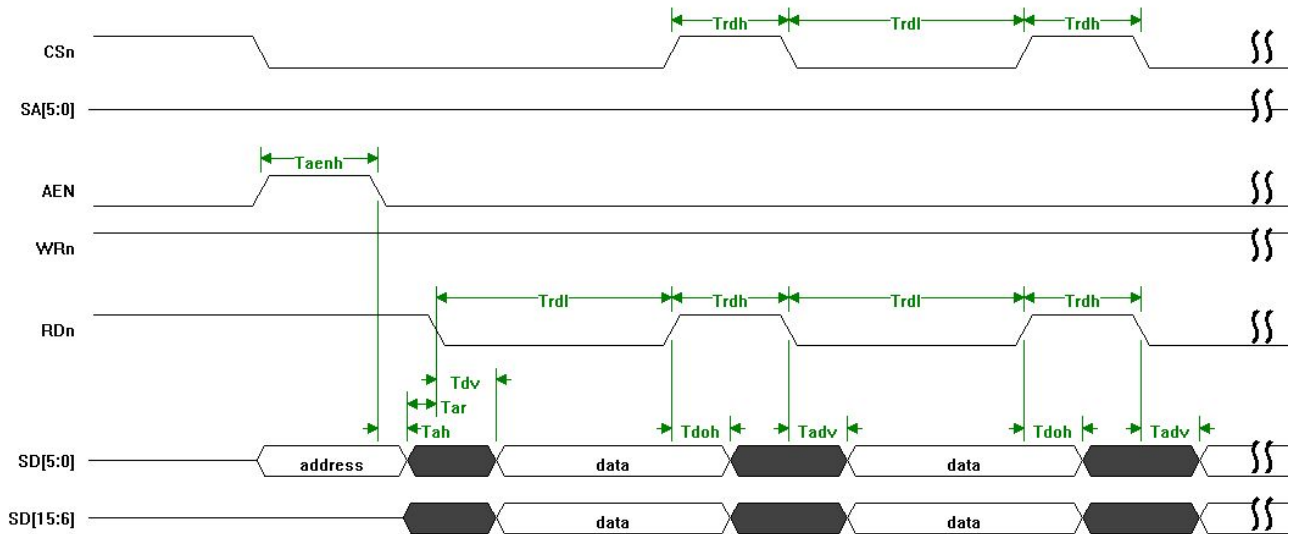 Trdh Trdl Trdh
CSn
SA[5:0]
Taenh
AEN
WRn
Trdl Trdh Trdl Trdh
RDn
Tdv
Tar
Tah Tdoh Tadv Tdoh Tadv
SD[5:0] address data data
SD[15:6] data data